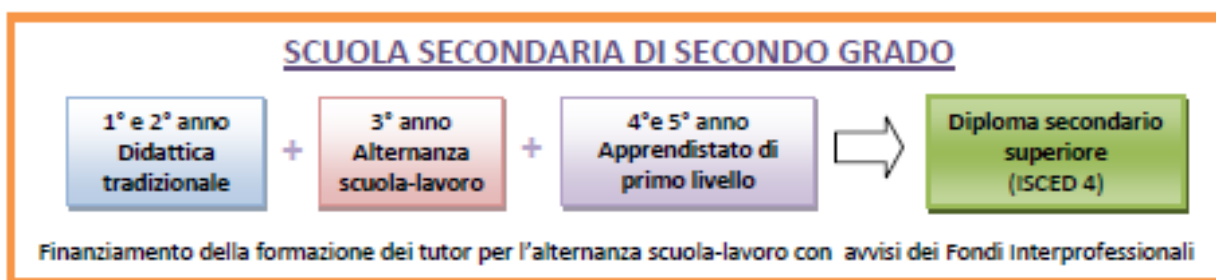 SCUOLA SECONDARIA DI SECONDO GRADO
1° e 2° anno
Didattica
tradizionale
+
3° anno
Alternanza
scuola-lavoro
+
4°e 5° anno
Apprendistato di
primo livello
Diploma secondario
superiore
(ISCED 4)
Finanziamento della formazione dei tutor per l'alternanza scuola-lavoro con avvisi dei Fondi Interprofessionali